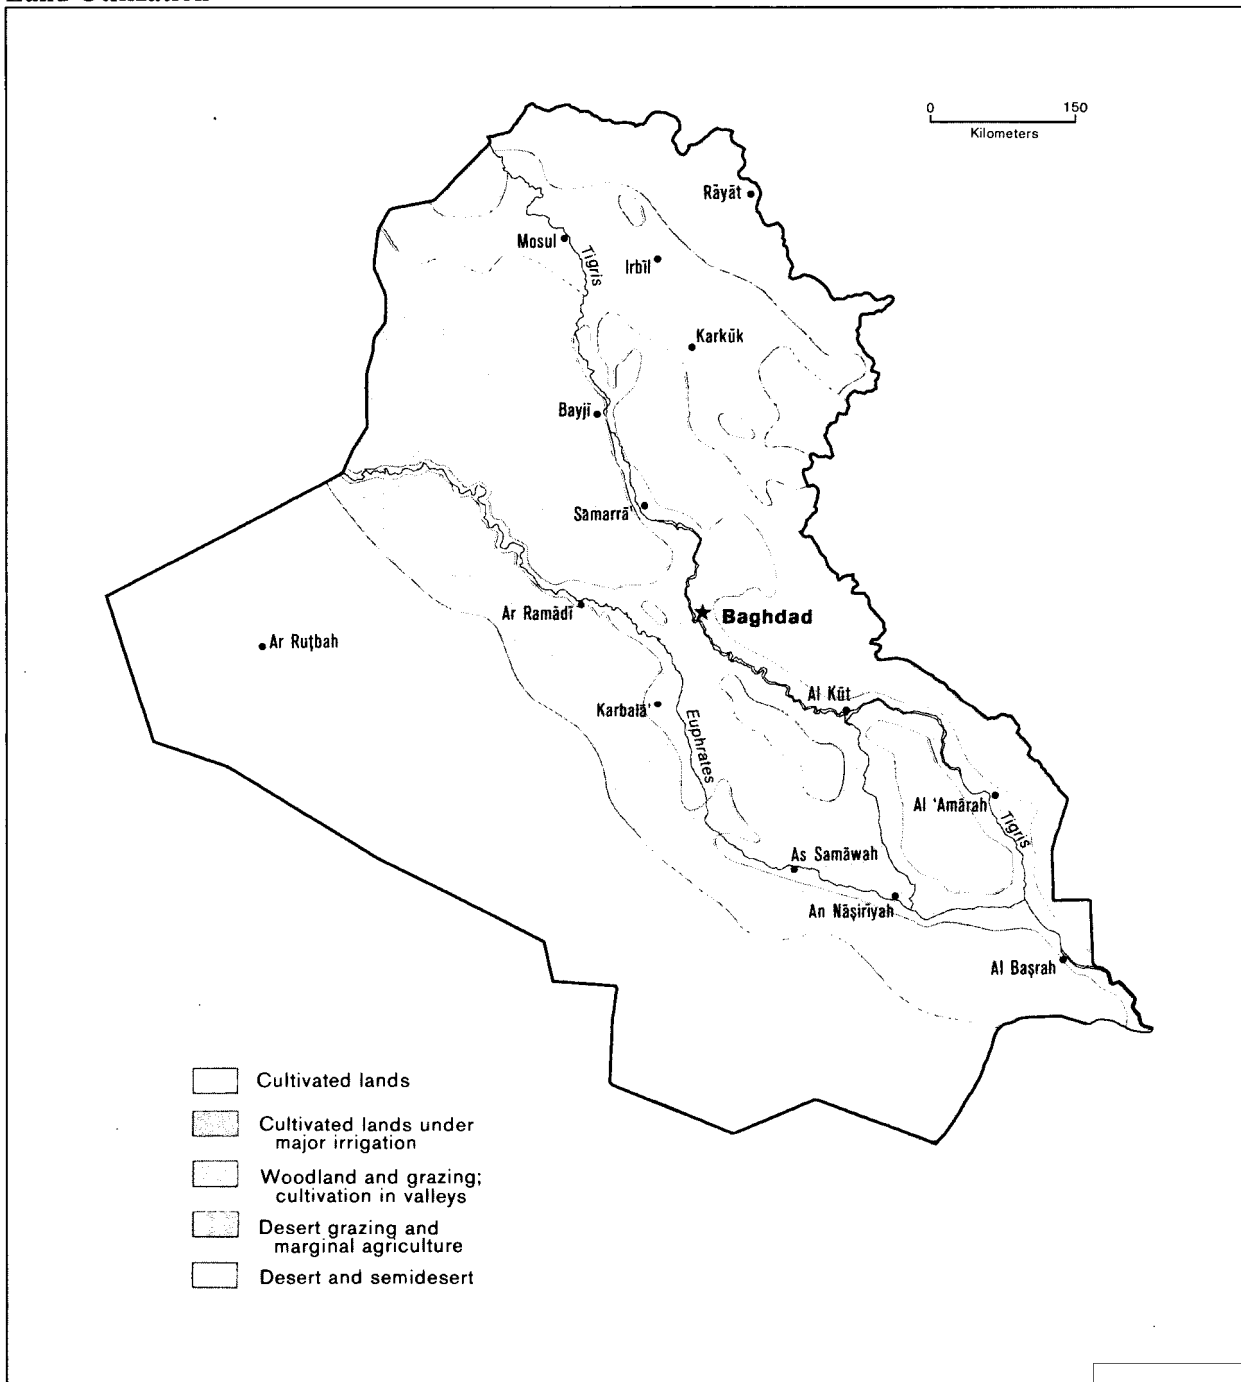 0 150
Kilometers
Rāyāt
Mosul
Tigris
Irbīl
Karkūk
Bayjī
Samarrā'
Ar Ramādī
Baghdad
Ar Ruṭbah
Al Kūt
Karbalā'
Euphrates
Al 'Amārah
Tigris
As Samāwah
An Nāşirīyah
Al Başrah
Cultivated lands
Cultivated lands under
major irrigation
Woodland and grazing;
cultivation in valleys
Desert grazing and
marginal agriculture
Desert and semidesert